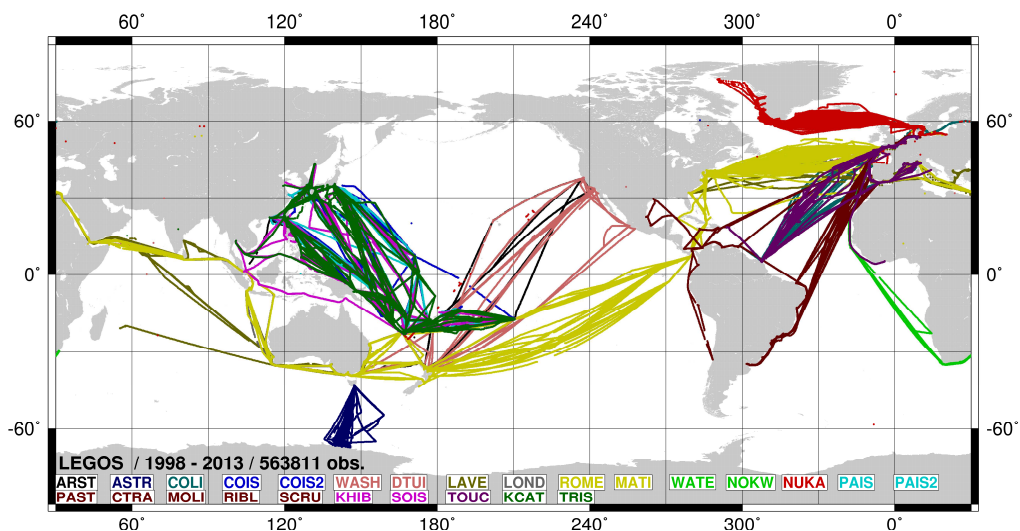 60˚ 120˚ 180˚ 240˚ 300˚ 0˚
60˚ 60˚
0˚ 0˚
-60˚ -60˚
LEGOS / 1998 - 2013 / 563811 obs.
ARST ASTR COLI COIS COIS2 WASH DTUI LAVE LOND ROME MATI WATE NOKW NUKA PAIS PAIS2
PAST CTRA MOLI RIBL SCRU KHIB SOIS TOUC KCAT TRIS
60˚ 120˚ 180˚ 240˚ 300˚ 0˚